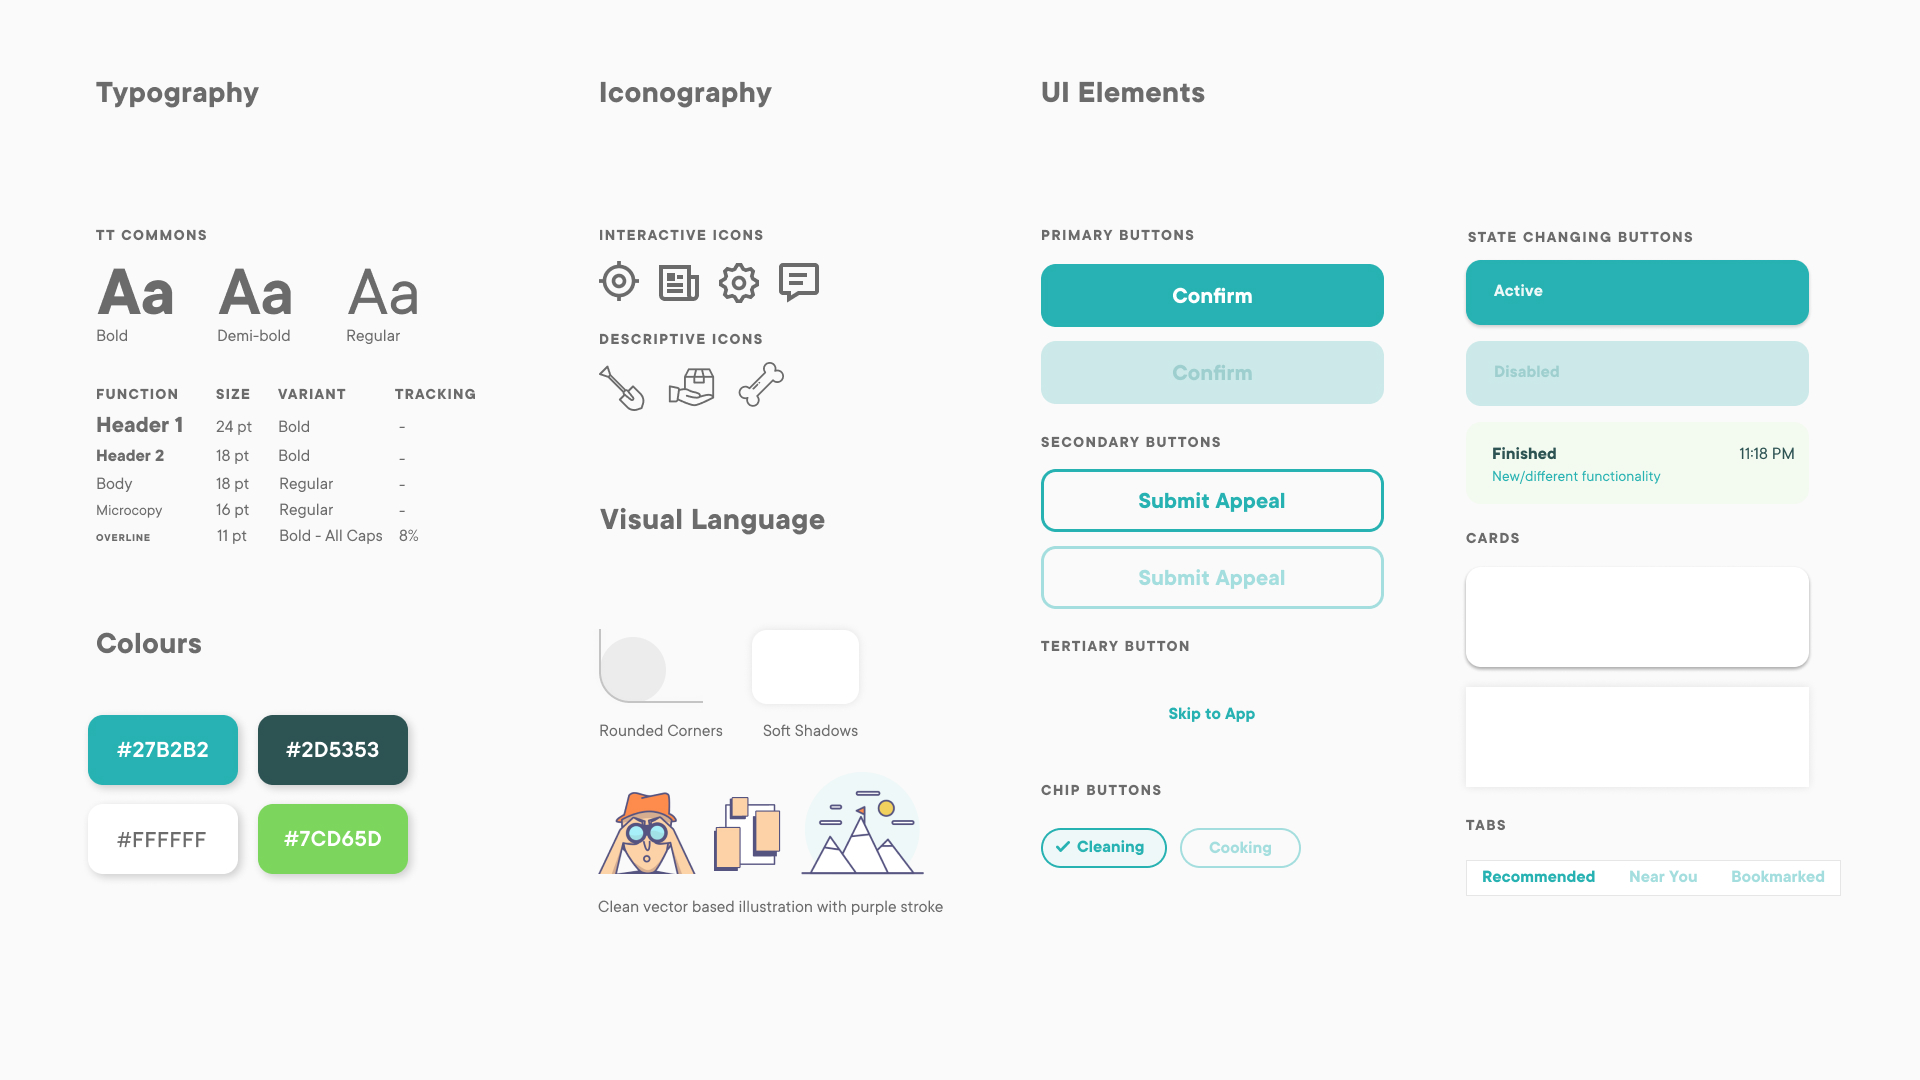 Typography
TT COMMONS
Aa Aa Aa
Bold Demi-bold Regular
FUNCTION SIZE VARIANT TRACKING
Header 1 24 pt Bold -
Header 2 18 pt Bold -
Body 18 pt Regular -
Microcopy 16 pt Regular -
OVERLINE 11 pt Bold - All Caps 8%
Colours
#27B2B2 #2D5353
#FFFFFF #7CD65D
Iconography
INTERACTIVE ICONS
DESCRIPTIVE ICONS
Visual Language
Rounded Corners Soft Shadows
Clean vector based illustration with purple stroke
UI Elements
PRIMARY BUTTONS
Confirm
Confirm
SECONDARY BUTTONS
Submit Appeal
Submit Appeal
TERTIARY BUTTON
Skip to App
CHIP BUTTONS
Cleaning Cooking
STATE CHANGING BUTTONS
Active
Disabled
Finished 11:18 PM
New/different functionality
CARDS
TABS
Recommended Near You Bookmarked